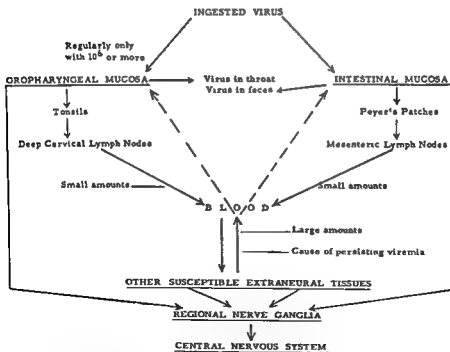 INGESTED VIRUS
Regularly only
with 10⁶ or more
OROPHARYNGEAL MUCOSA
Virus in throat
Virus in feces
INTESTINAL MUCOSA
Tonsils
Peyer's Patches
Deep Cervical Lymph Nodes
Mesenteric Lymph Nodes
Small amounts
Small amounts
BLOOD
Large amounts
Cause of persisting viremia
OTHER SUSCEPTIBLE EXTRANEURAL TISSUES
REGIONAL NERVE GANGLIA
CENTRAL NERVOUS SYSTEM